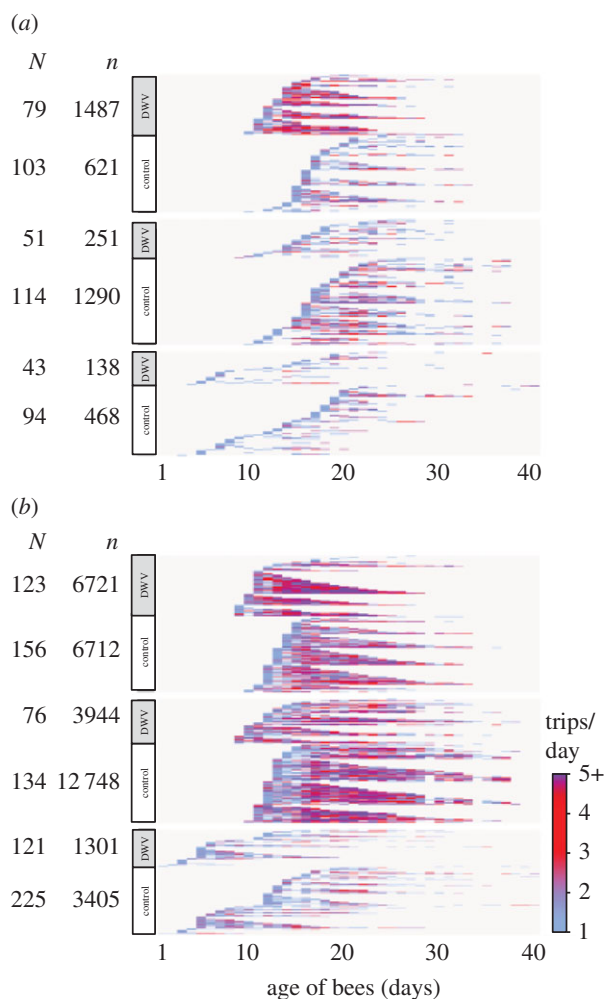 (a)
N n
79 1487 DWV
103 621 control
51 251 DWV
114 1290 control
43 138 DWV
94 468 control
1 10 20 30 40
(b)
N n
123 6721 DWV
156 6712 control
76 3944 DWV
134 12 748 control
121 1301 DWV
225 3405 control
1 10 20 30 40
age of bees (days)
trips/
day
5+
4
3
2
1